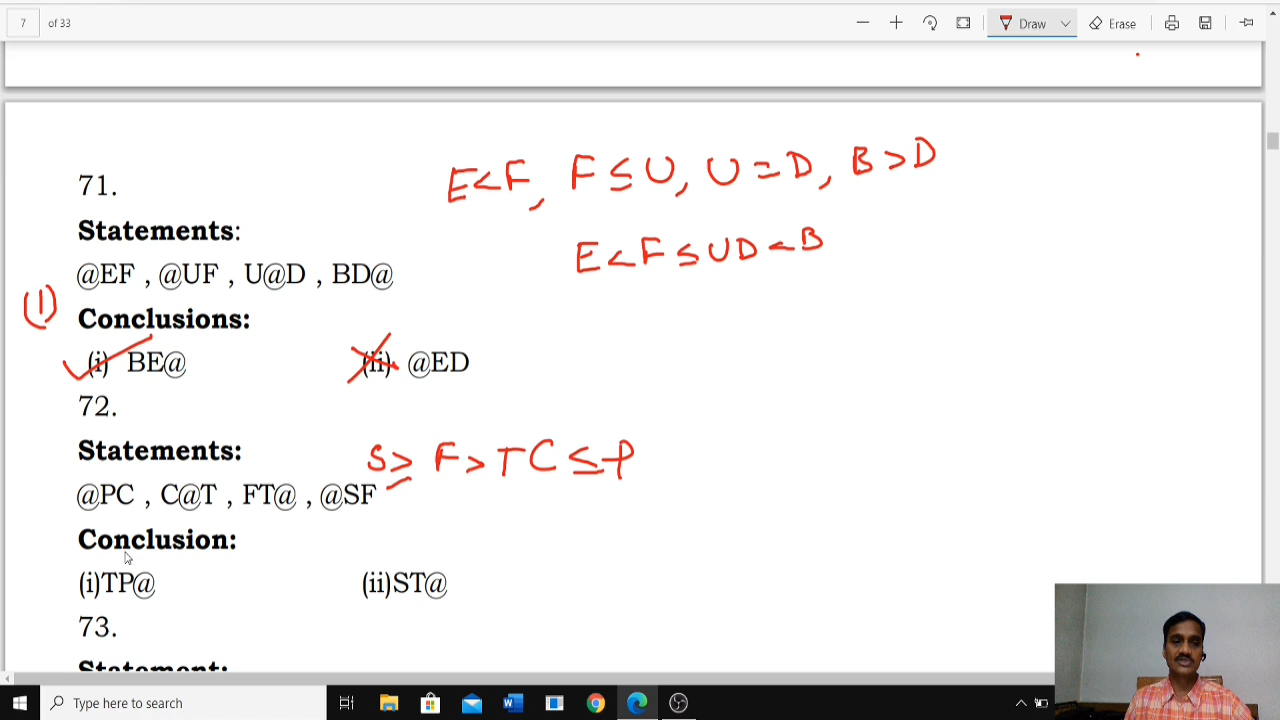 7 of 33 Draw Erase
71.
E<F, F≤U, U=D, B>D
Statements:
E<F≤UD<B
@EF , @UF , U@D , BD@
(1) Conclusions:
(i) BE@ (ii). @ED
72.
Statements:
S≥F>TC≤P
@PC , C@T , FT@ , @SF
Conclusion:
(i)TP@ (ii)ST@
73.
Statement:
Type here to search